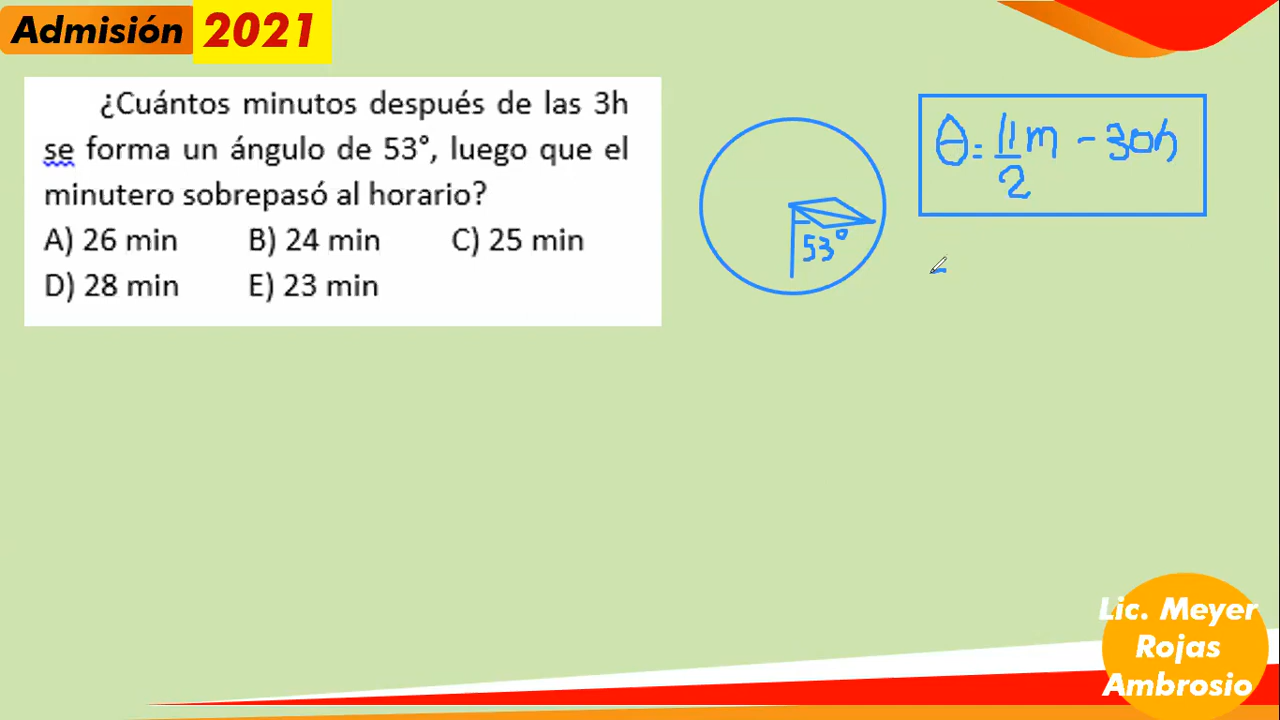 Admisión 2021
¿Cuántos minutos después de las 3h
se forma un ángulo de 53°, luego que el
minutero sobrepasó al horario?
A) 26 min B) 24 min C) 25 min
D) 28 min E) 23 min
53°
θ = 11/2 m - 30h
Lic. Meyer
Rojas
Ambrosio